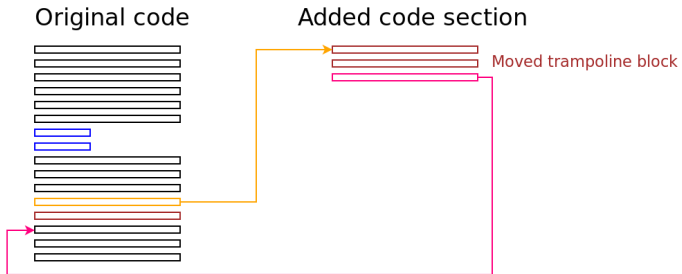 Original code
Added code section
Moved trampoline block